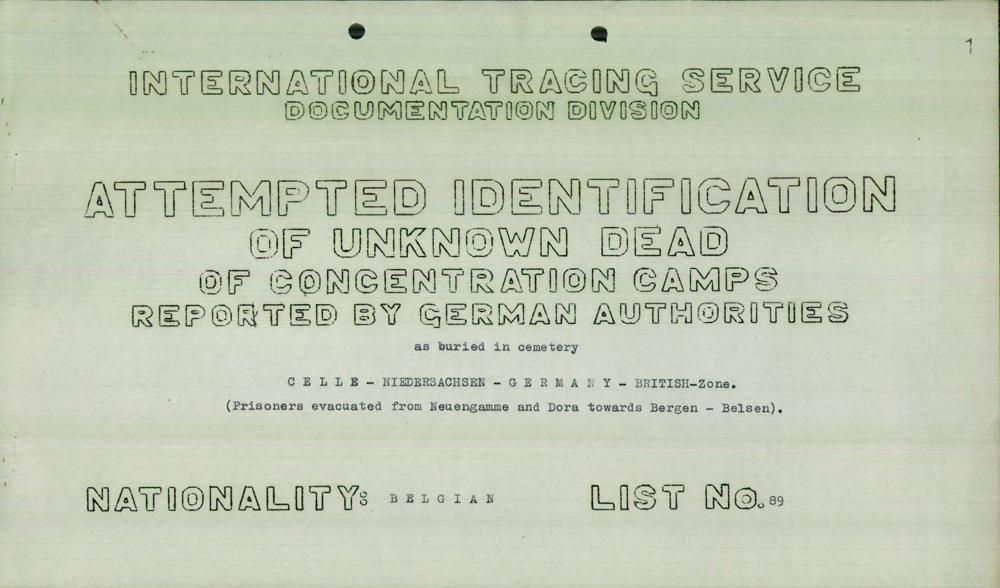 1
INTERNATIONAL TRACING SERVICE
DOCUMENTATION DIVISION
ATTEMPTED IDENTIFICATION
OF UNKNOWN DEAD
OF CONCENTRATION CAMPS
REPORTED BY GERMAN AUTHORITIES
as buried in cemetery
C E L L E - NIEDERSACHSEN - G E R M A N Y - BRITISH-Zone.
(Prisoners evacuated from Neuengamme and Dora towards Bergen - Belsen).
NATIONALITY: B E L G I A N LIST No. 89